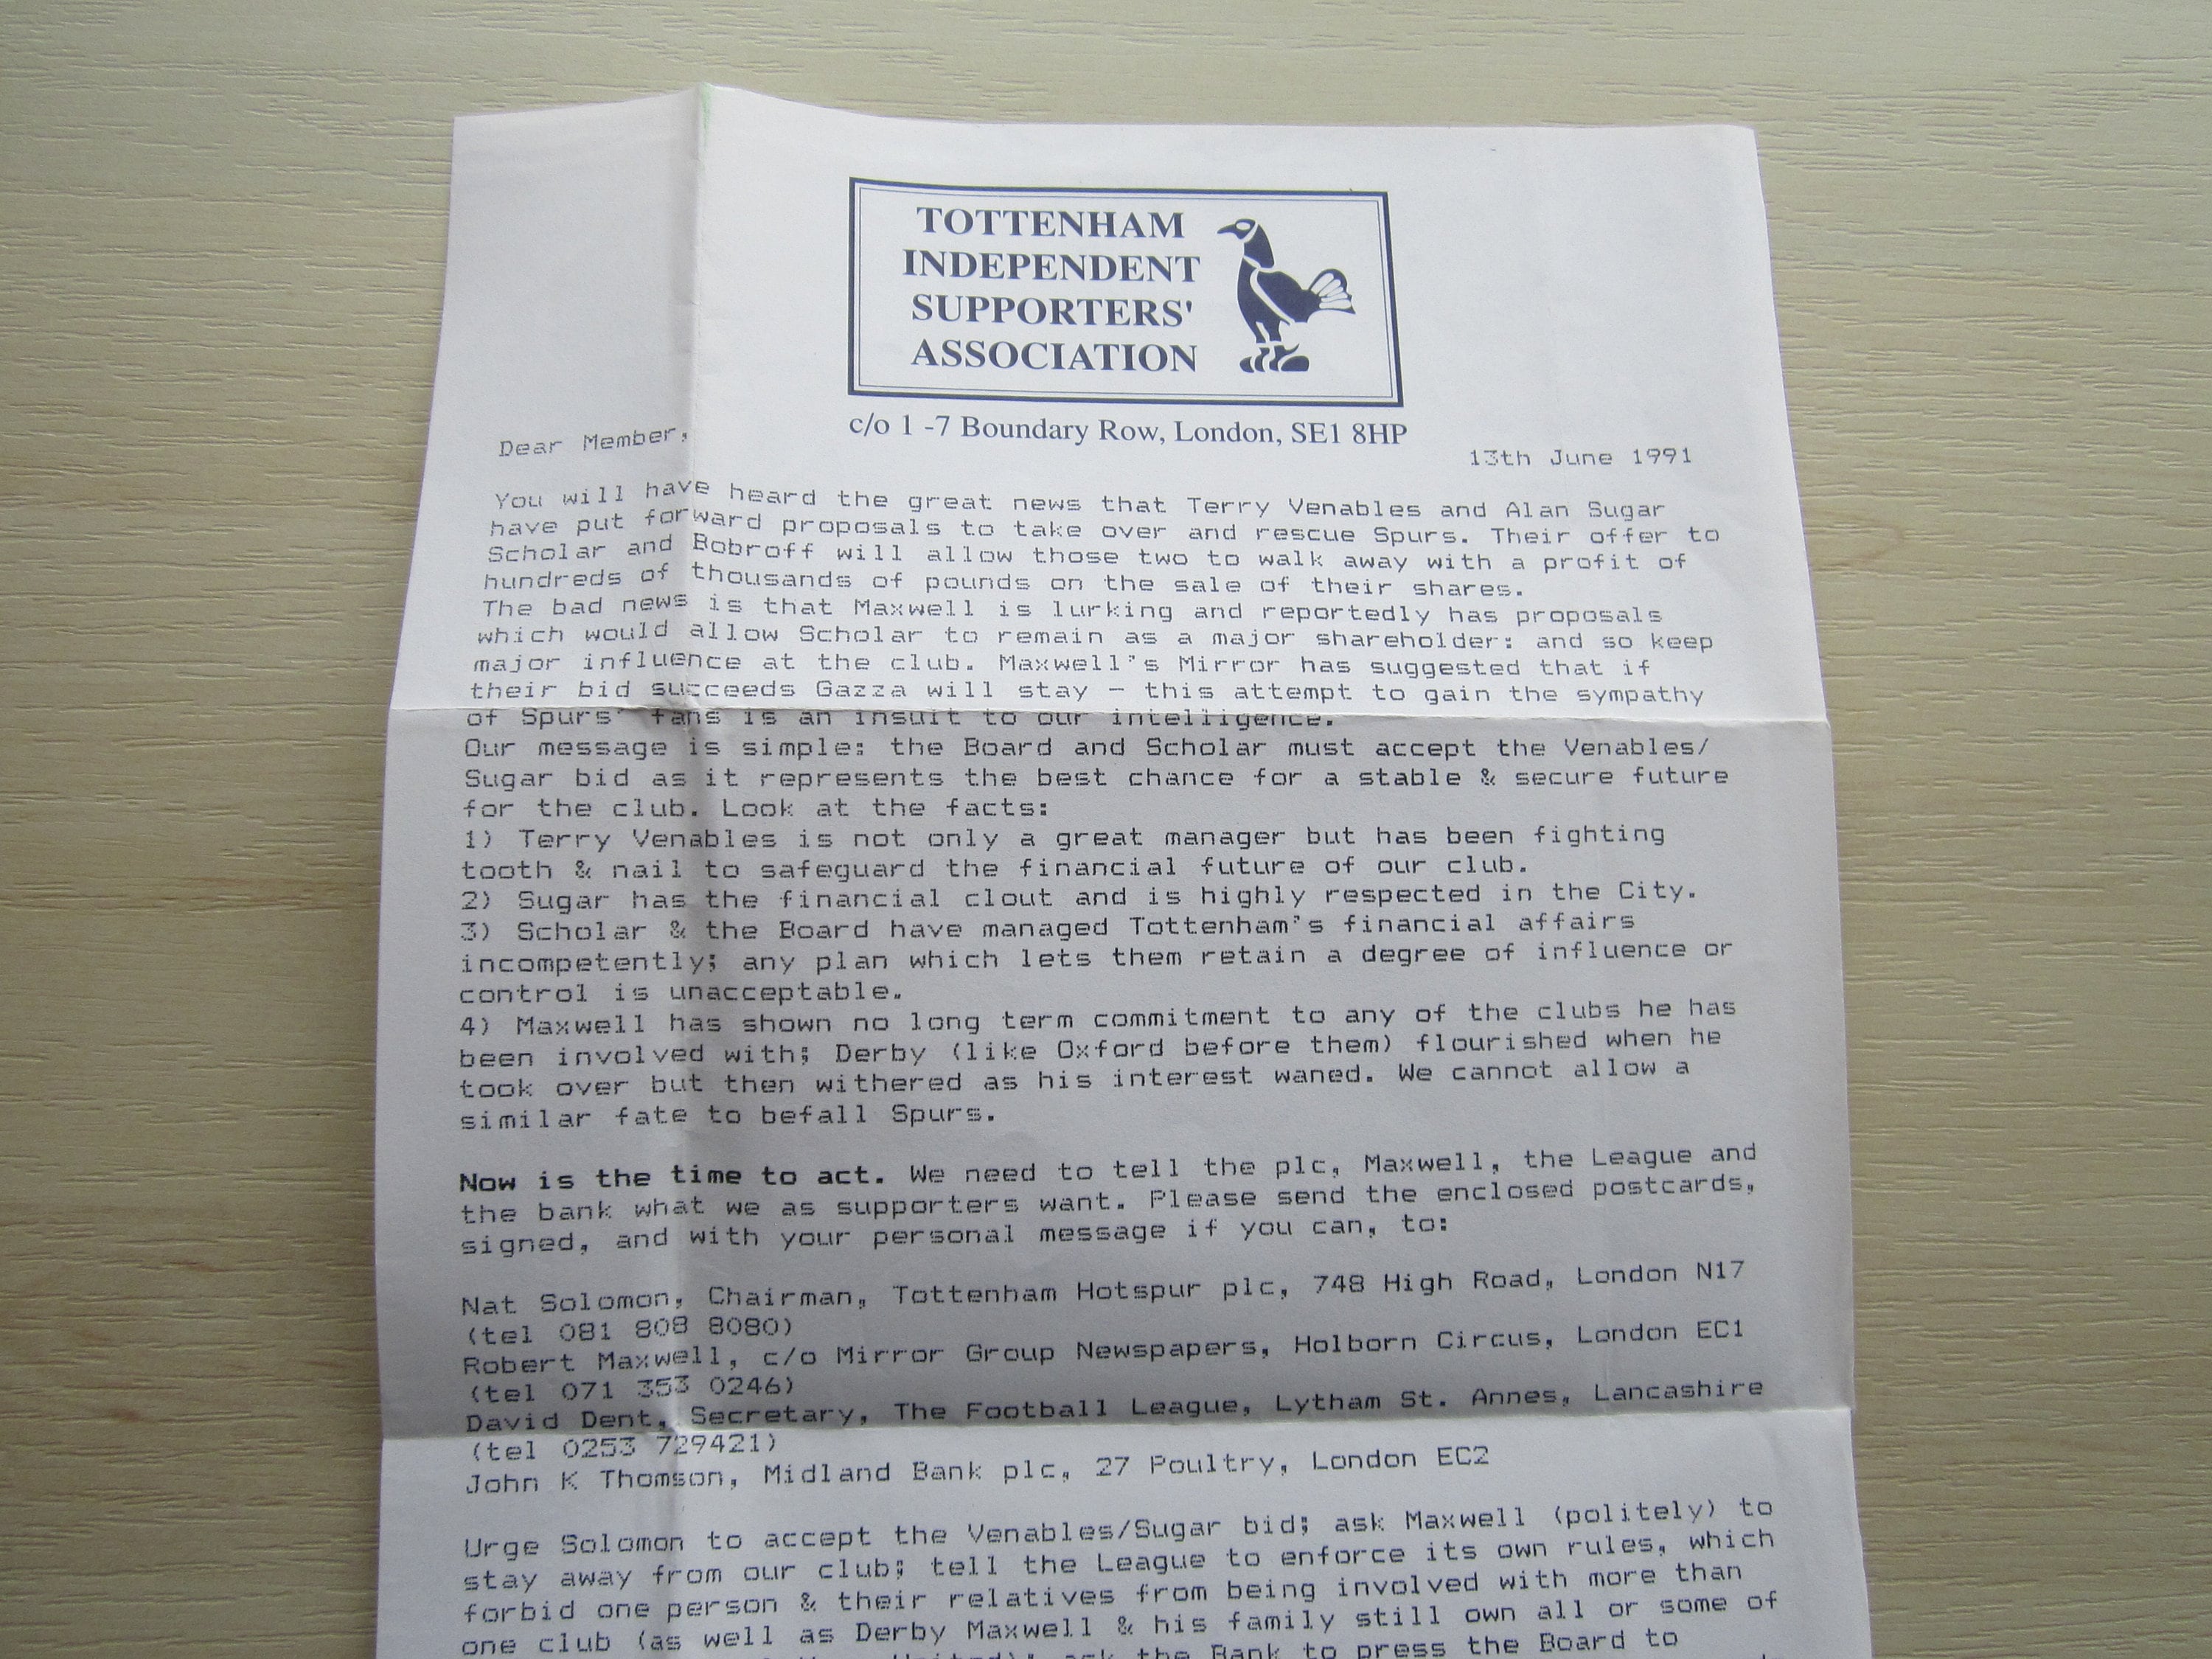 TOTTENHAM
INDEPENDENT
SUPPORTERS'
ASSOCIATION
c/o 1 -7 Boundary Row, London, SE1 8HP
Dear Member,
13th June 1991
You will have heard the great news that Terry Venables and Alan Sugar
have put forward proposals to take over and rescue Spurs. Their offer to
Scholar and Bobroff will allow those two to walk away with a profit of
hundreds of thousands of pounds on the sale of their shares.
The bad news is that Maxwell is lurking and reportedly has proposals
which would allow Scholar to remain as a major shareholder: and so keep
major influence at the club. Maxwell's Mirror has suggested that if
their bid succeeds Gazza will stay - this attempt to gain the sympathy
of Spurs' fans is an insult to our intelligence.
Our message is simple: the Board and Scholar must accept the Venables/
Sugar bid as it represents the best chance for a stable & secure future
for the club. Look at the facts:
1) Terry Venables is not only a great manager but has been fighting
tooth & nail to safeguard the financial future of our club.
2) Sugar has the financial clout and is highly respected in the City.
3) Scholar & the Board have managed Tottenham's financial affairs
incompetently; any plan which lets them retain a degree of influence or
control is unacceptable.
4) Maxwell has shown no long term commitment to any of the clubs he has
been involved with; Derby (like Oxford before them) flourished when he
took over but then withered as his interest waned. We cannot allow a
similar fate to befall Spurs.
Now is the time to act. We need to tell the plc, Maxwell, the League and
the bank what we as supporters want. Please send the enclosed postcards,
signed, and with your personal message if you can, to:
Nat Solomon, Chairman, Tottenham Hotspur plc, 748 High Road, London N17
(tel 081 808 8080)
Robert Maxwell, c/o Mirror Group Newspapers, Holborn Circus, London EC1
(tel 071 353 0246)
David Dent, Secretary, The Football League, Lytham St. Annes, Lancashire
(tel 0253 729421)
John K Thomson, Midland Bank plc, 27 Poultry, London EC2
Urge Solomon to accept the Venables/Sugar bid; ask Maxwell (politely) to
stay away from our club; tell the League to enforce its own rules, which
forbid one person & their relatives from being involved with more than
one club (as well as Derby Maxwell & his family still own all or some of
ask the Bank to press the Board to